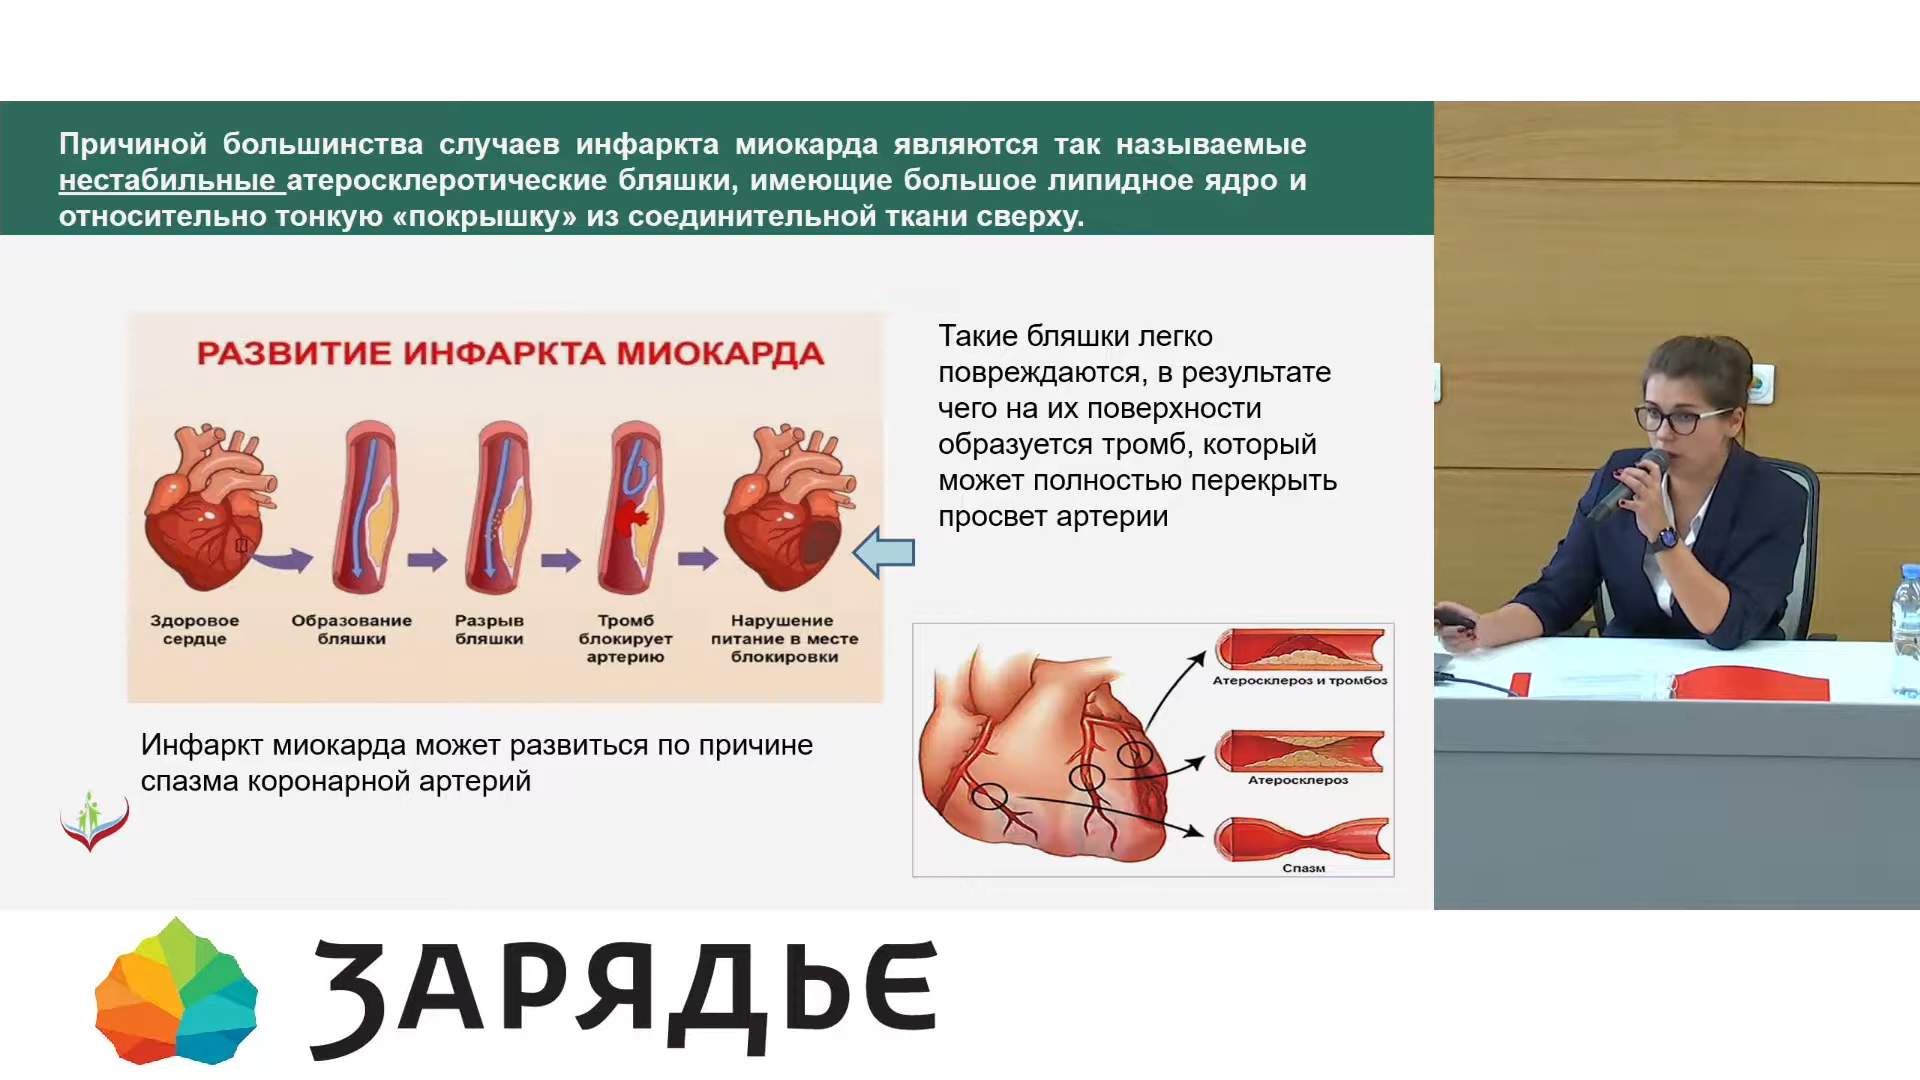 Причиной большинства случаев инфаркта миокарда являются так называемые
нестабильные атеросклеротические бляшки, имеющие большое липидное ядро и
относительно тонкую «покрышку» из соединительной ткани сверху.
РАЗВИТИЕ ИНФАРКТА МИОКАРДА
Здоровое
сердце
Образование
бляшки
Разрыв
бляшки
Тромб
блокирует
артерию
Нарушение
питание в месте
блокировки
Такие бляшки легко
повреждаются, в результате
чего на их поверхности
образуется тромб, который
может полностью перекрыть
просвет артерии
Инфаркт миокарда может развиться по причине
спазма коронарной артерий
Атеросклероз и тромбоз
Атеросклероз
Спазм
ЗАРЯДЬЕ